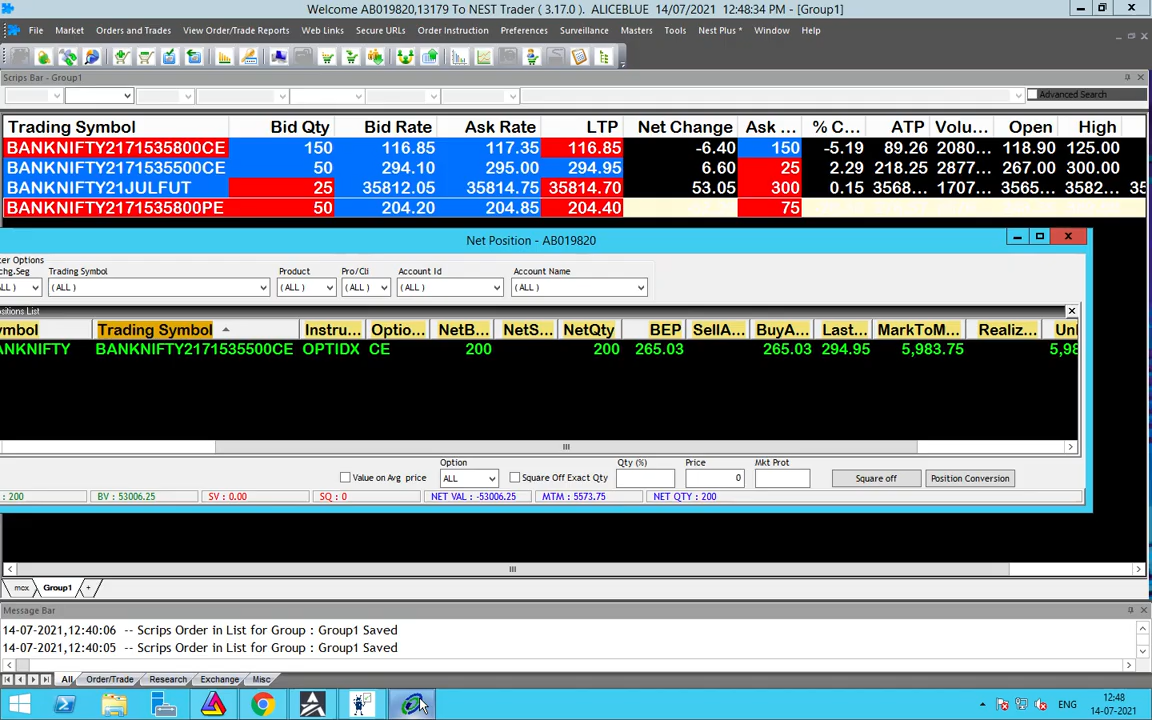 Welcome AB019820,13179 To NEST Trader ( 3.17.0 ). ALICEBLUE 14/07/2021 12:48:34 PM - [Group1]
File Market Orders and Trades View Order/Trade Reports Web Links Secure URLs Order Instruction Preferences Surveillance Masters Tools Nest Plus * Window Help
Scrips Bar - Group1
Advanced Search
Trading Symbol Bid Qty Bid Rate Ask Rate LTP Net Change Ask ... % C... ATP Volu... Open High
BANKNIFTY2171535800CE 150 116.85 117.35 116.85 -6.40 150 -5.19 89.26 2080... 118.90 125.00
BANKNIFTY2171535500CE 50 294.10 295.00 294.95 6.60 25 2.29 218.25 2877... 267.00 300.00
BANKNIFTY21JULFUT 25 35812.05 35814.75 35814.70 53.05 300 0.15 3568... 1707... 3565... 3582... 35
BANKNIFTY2171535800PE 50 204.20 204.85 204.40 75
Net Position - AB019820
ter Options
chg.Seg Trading Symbol Product Pro/Cli Account Id Account Name
ALL ) ( ALL ) ( ALL ) ( ALL ) ( ALL ) ( ALL )
ositions List
ymbol Trading Symbol Instru... Optio... NetB... NetS... NetQty BEP SellA... BuyA... Last... MarkToM... Realiz... Unl
ANKNIFTY BANKNIFTY2171535500CE OPTIDX CE 200 200 265.03 265.03 294.95 5,983.75 5,98
Option Qty (%) Price Mkt Prot
Value on Avg price ALL Square Off Exact Qty 0 Square off Position Conversion
: 200 BV : 53006.25 SV : 0.00 SQ : 0 NET VAL : -53006.25 MTM : 5573.75 NET QTY : 200
mcx Group1 +
Message Bar
14-07-2021,12:40:06 -- Scrips Order in List for Group : Group1 Saved
14-07-2021,12:40:05 -- Scrips Order in List for Group : Group1 Saved
All Order/Trade Research Exchange Misc
ENG
12:48
14-07-2021